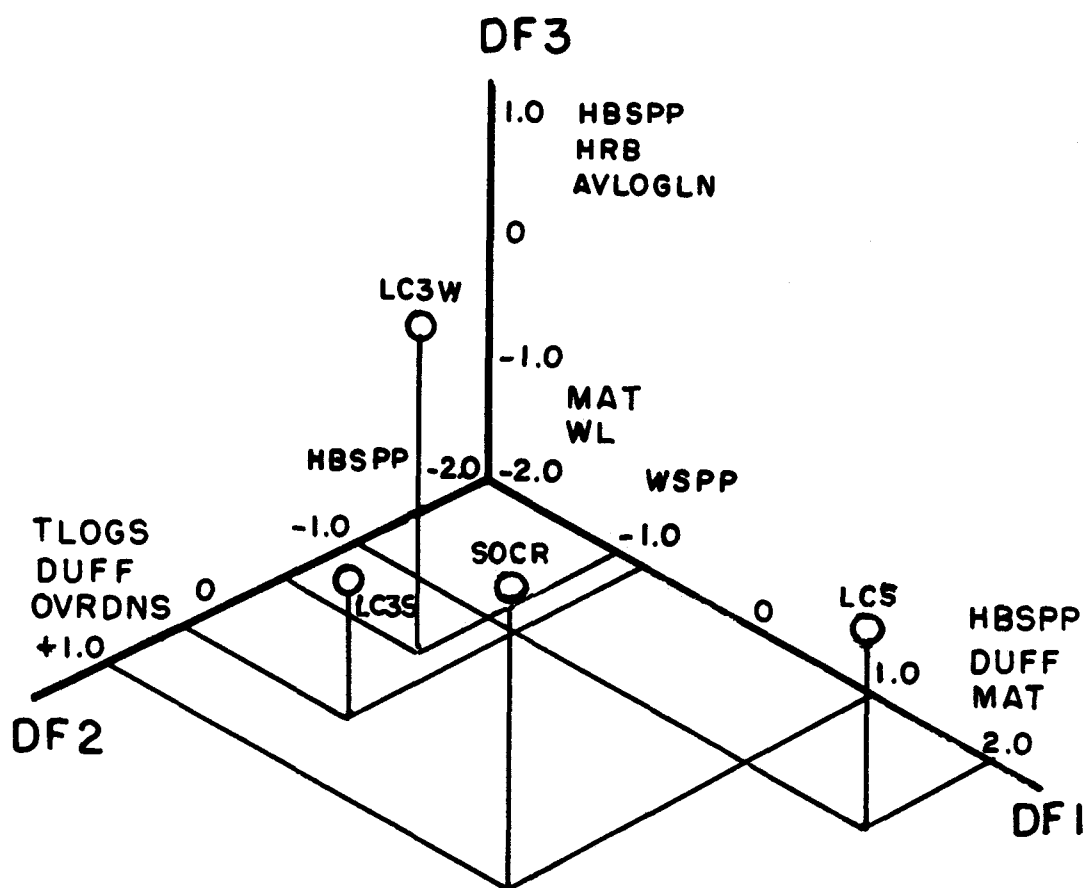 DF3
1.0 HBSPP
HRB
AVLOGLN
0
LC3W
-1.0
MAT
WL
HBSPP -2.0 -2.0 WSPP
TLOGS -1.0 SOCR -1.0
DUFF 0 LC3S 0 LC5 HBSPP
OVRDNS
+1.0 1.0 DUFF
MAT
DF2 2.0
DF1